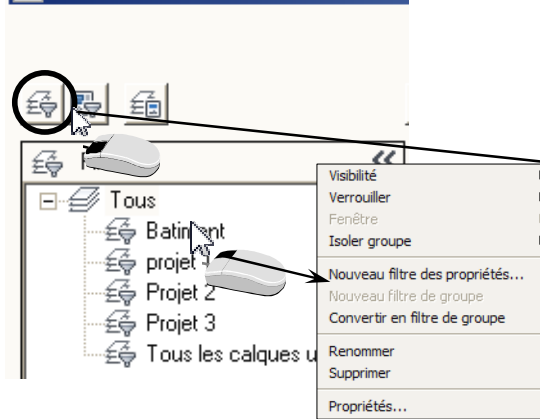 Tous
Batiment
projet 1
Projet 2
Projet 3
Tous les calques u
Visibilité
Verrouiller
Fenêtre
Isoler groupe
Nouveau filtre des propriétés...
Nouveau filtre de groupe
Convertir en filtre de groupe
Renommer
Supprimer
Propriétés...